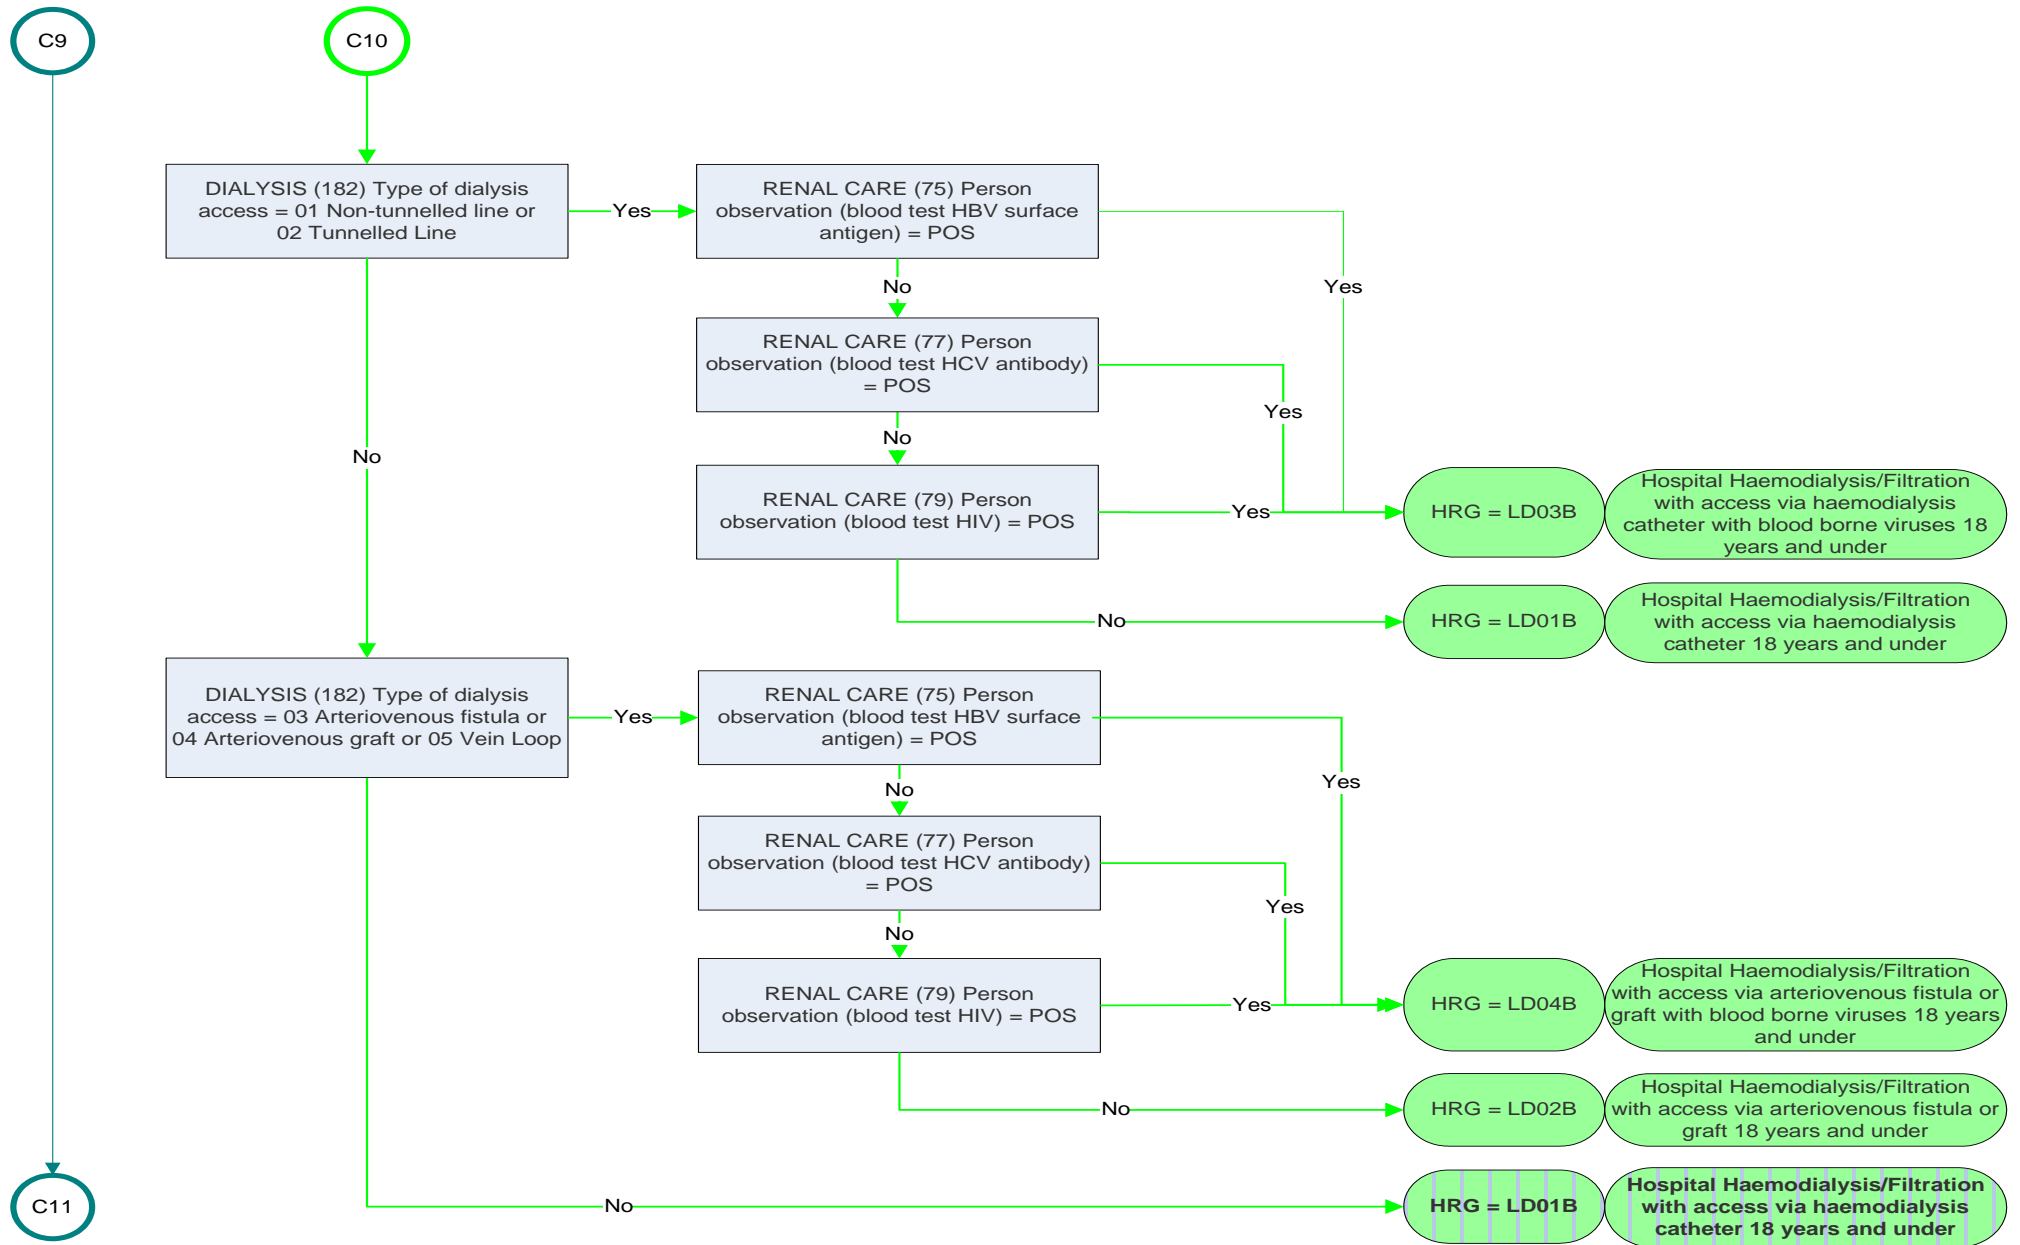 C9
C10
DIALYSIS (182) Type of dialysis
access = 01 Non-tunnelled line or
02 Tunnelled Line
Yes
RENAL CARE (75) Person
observation (blood test HBV surface
antigen) = POS
No
Yes
RENAL CARE (77) Person
observation (blood test HCV antibody)
= POS
Yes
No
No
RENAL CARE (79) Person
observation (blood test HIV) = POS
Yes
HRG = LD03B
Hospital Haemodialysis/Filtration
with access via haemodialysis
catheter with blood borne viruses 18
years and under
No
HRG = LD01B
Hospital Haemodialysis/Filtration
with access via haemodialysis
catheter 18 years and under
DIALYSIS (182) Type of dialysis
access = 03 Arteriovenous fistula or
04 Arteriovenous graft or 05 Vein Loop
Yes
RENAL CARE (75) Person
observation (blood test HBV surface
antigen) = POS
Yes
No
RENAL CARE (77) Person
observation (blood test HCV antibody)
= POS
Yes
No
RENAL CARE (79) Person
observation (blood test HIV) = POS
Yes
HRG = LD04B
Hospital Haemodialysis/Filtration
with access via arteriovenous fistula or
graft with blood borne viruses 18 years
and under
No
HRG = LD02B
Hospital Haemodialysis/Filtration
with access via arteriovenous fistula or
graft 18 years and under
C11
No
HRG = LD01B
Hospital Haemodialysis/Filtration
with access via haemodialysis
catheter 18 years and under